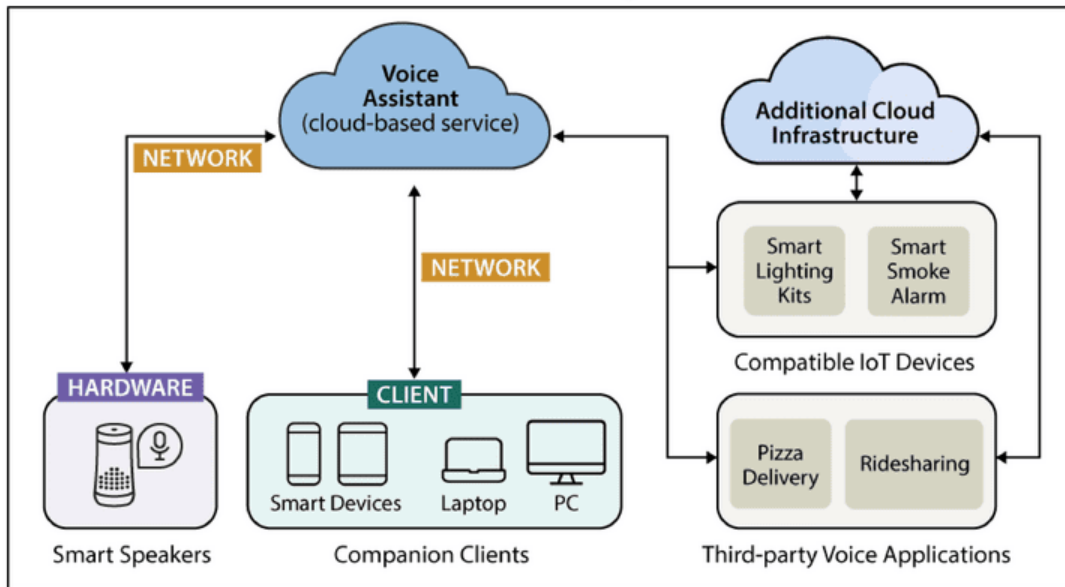 Voice
Assistant
(cloud-based service)
Additional Cloud
Infrastructure
NETWORK
NETWORK
Smart
Lighting
Kits
Smart
Smoke
Alarm
Compatible IoT Devices
HARDWARE
CLIENT
Smart Devices
Laptop
PC
Pizza
Delivery
Ridesharing
Smart Speakers
Companion Clients
Third-party Voice Applications